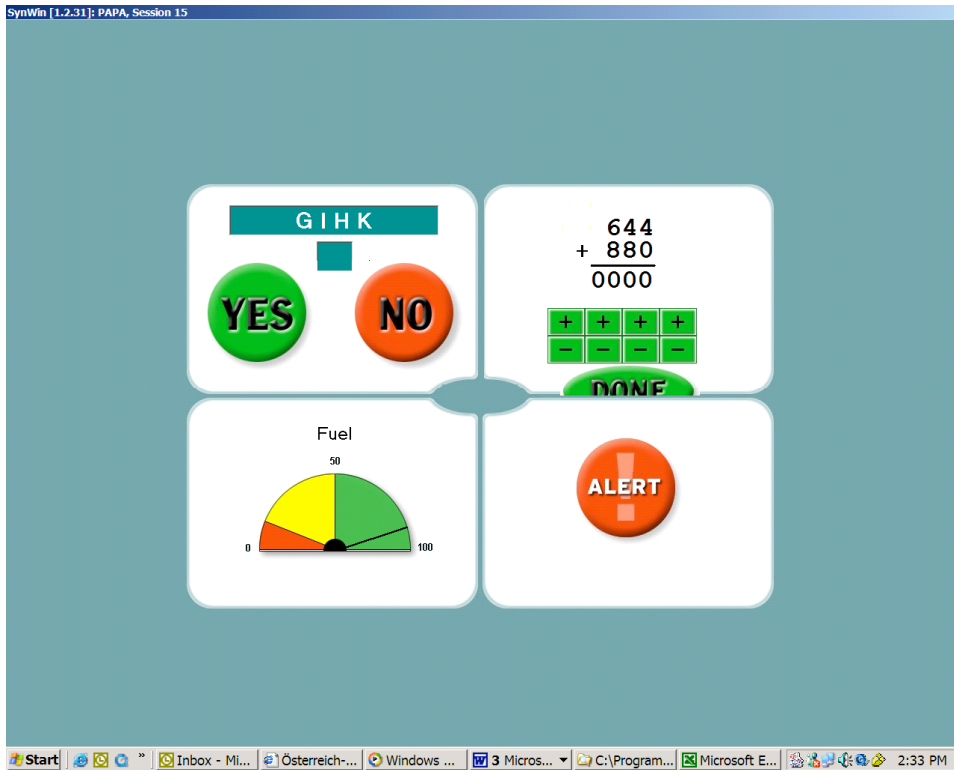 SynWin [1.2.31]: PAPA, Session 15
G I H K
YES NO
644
+ 880
0000
+ + + +
− − − −
DONE
Fuel
50
0 100
! ALERT
Start » Inbox - Mi... Österreich-... Windows ... 3 Micros... C:\Program... Microsoft E... 2:33 PM